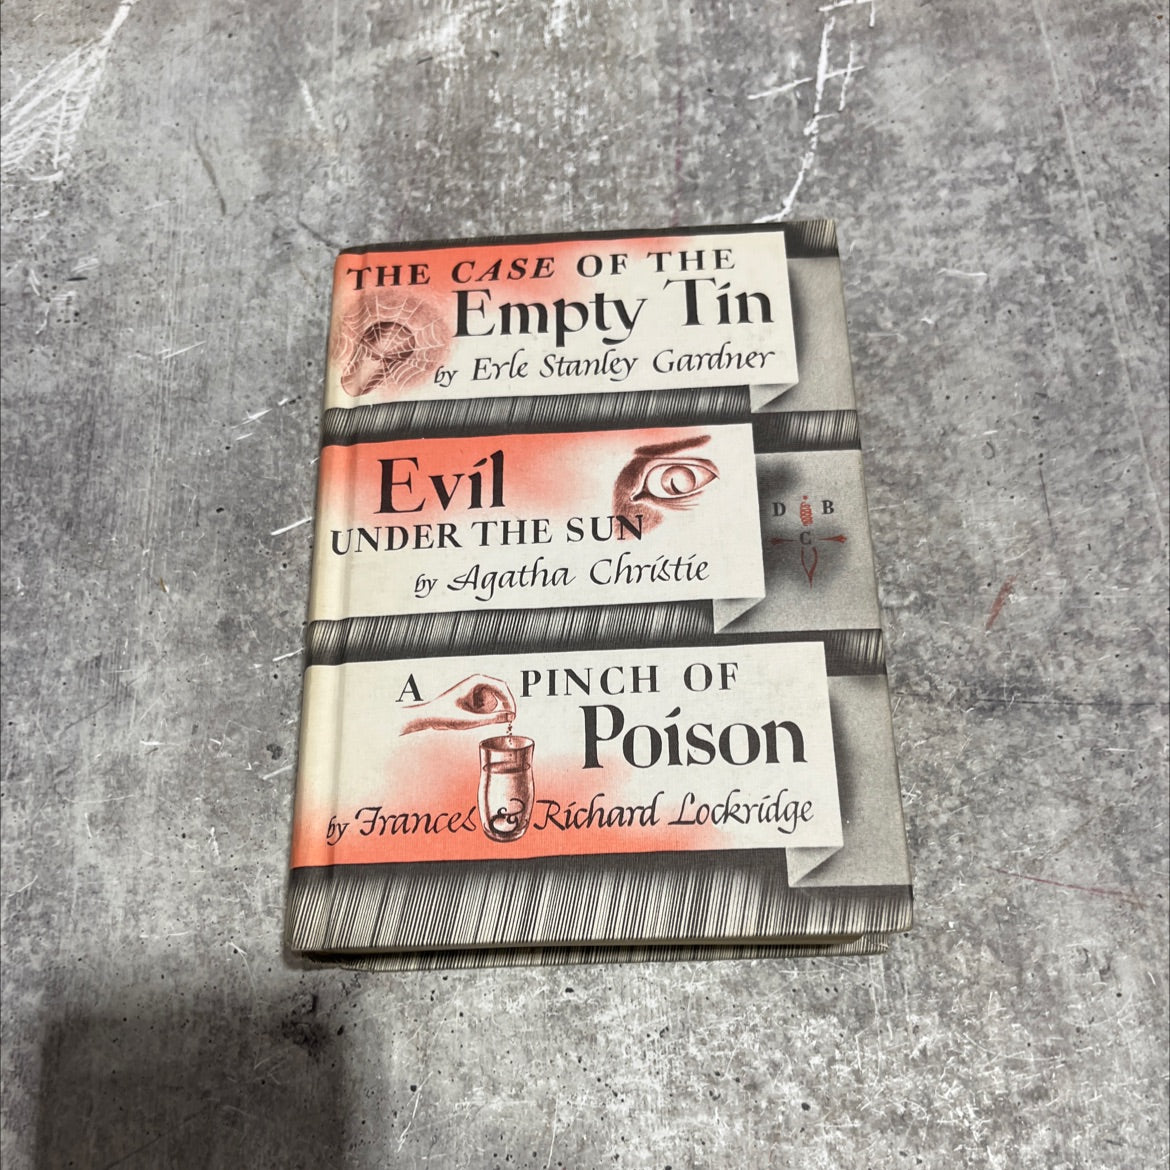 THE CASE OF THE
Empty Tin
by Erle Stanley Gardner
Evil
UNDER THE SUN
by Agatha Christie
D B
C
A PINCH OF
Poison
by Frances & Richard Lockridge